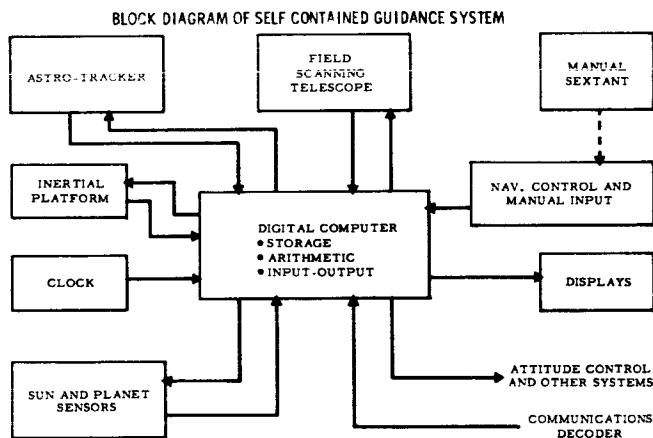 BLOCK DIAGRAM OF SELF CONTAINED GUIDANCE SYSTEM
ASTRO-TRACKER
FIELD
SCANNING
TELESCOPE
MANUAL
SEXTANT
INERTIAL
PLATFORM
NAV. CONTROL AND
MANUAL INPUT
DIGITAL COMPUTER
• STORAGE
• ARITHMETIC
• INPUT-OUTPUT
CLOCK
DISPLAYS
SUN AND PLANET
SENSORS
ATTITUDE CONTROL
AND OTHER SYSTEMS
COMMUNICATIONS
DECODER